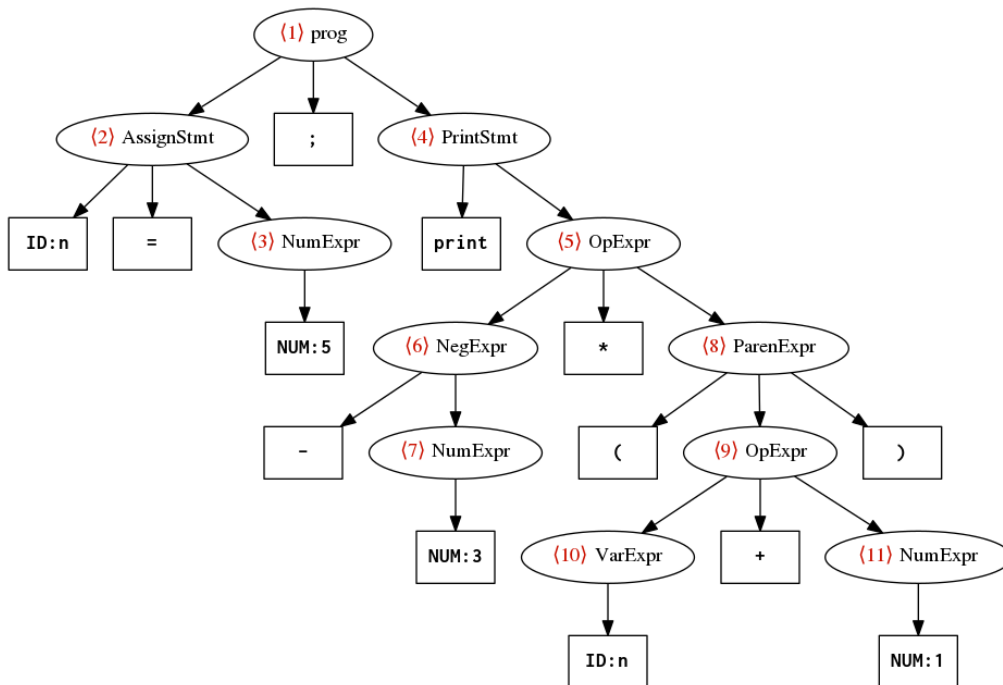 ⟨1⟩ prog
⟨2⟩ AssignStmt
;
⟨4⟩ PrintStmt
ID:n
=
⟨3⟩ NumExpr
print
⟨5⟩ OpExpr
NUM:5
⟨6⟩ NegExpr
*
⟨8⟩ ParenExpr
-
⟨7⟩ NumExpr
(
⟨9⟩ OpExpr
)
NUM:3
⟨10⟩ VarExpr
+
⟨11⟩ NumExpr
ID:n
NUM:1